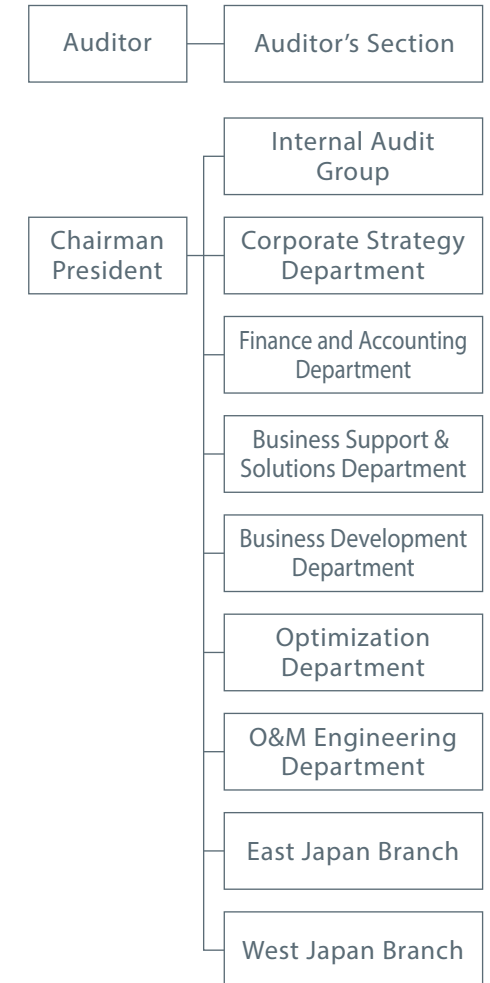 Auditor
Auditor’s Section
Internal Audit
Group
Chairman
President
Corporate Strategy
Department
Finance and Accounting
Department
Business Support &
Solutions Department
Business Development
Department
Optimization
Department
O&M Engineering
Department
East Japan Branch
West Japan Branch